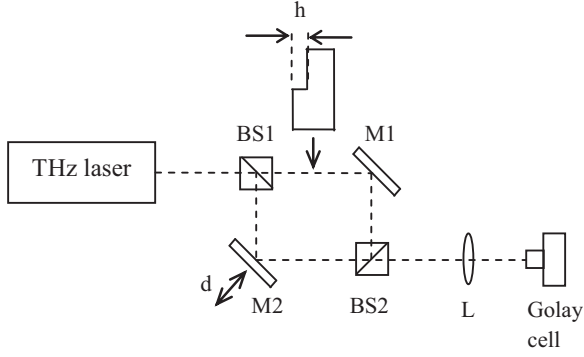 h
BS1
M1
THz laser
d
M2
BS2
L
Golay
cell